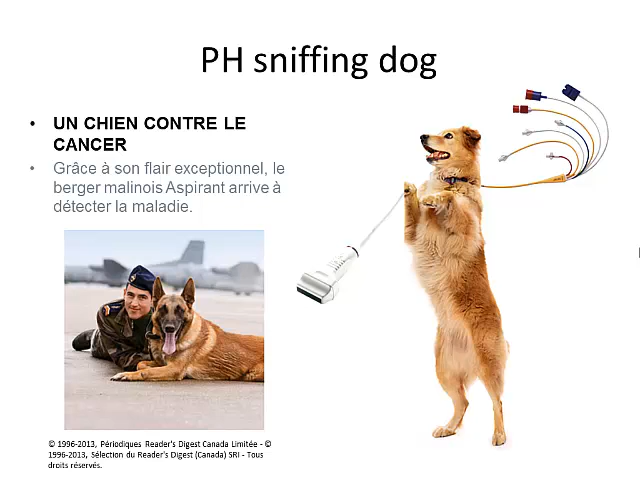 PH sniffing dog
• UN CHIEN CONTRE LE
CANCER
• Grâce à son flair exceptionnel, le
berger malinois Aspirant arrive à
détecter la maladie.
© 1996-2013, Périodiques Reader's Digest Canada Limitée - ©
1996-2013, Sélection du Reader's Digest (Canada) SRI - Tous
droits réservés.